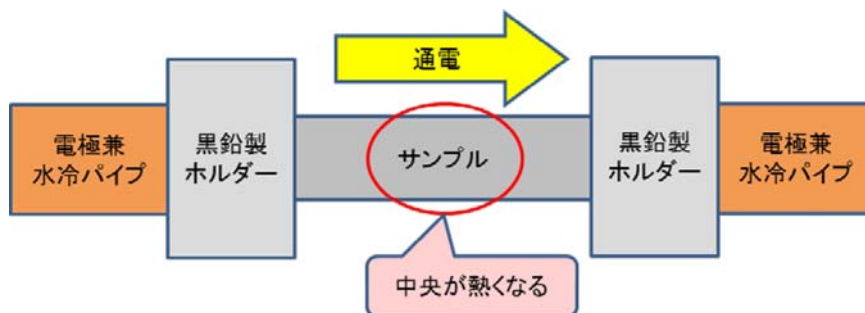 通電
電極兼
水冷パイプ
黒鉛製
ホルダー
サンプル
黒鉛製
ホルダー
電極兼
水冷パイプ
中央が熱くなる